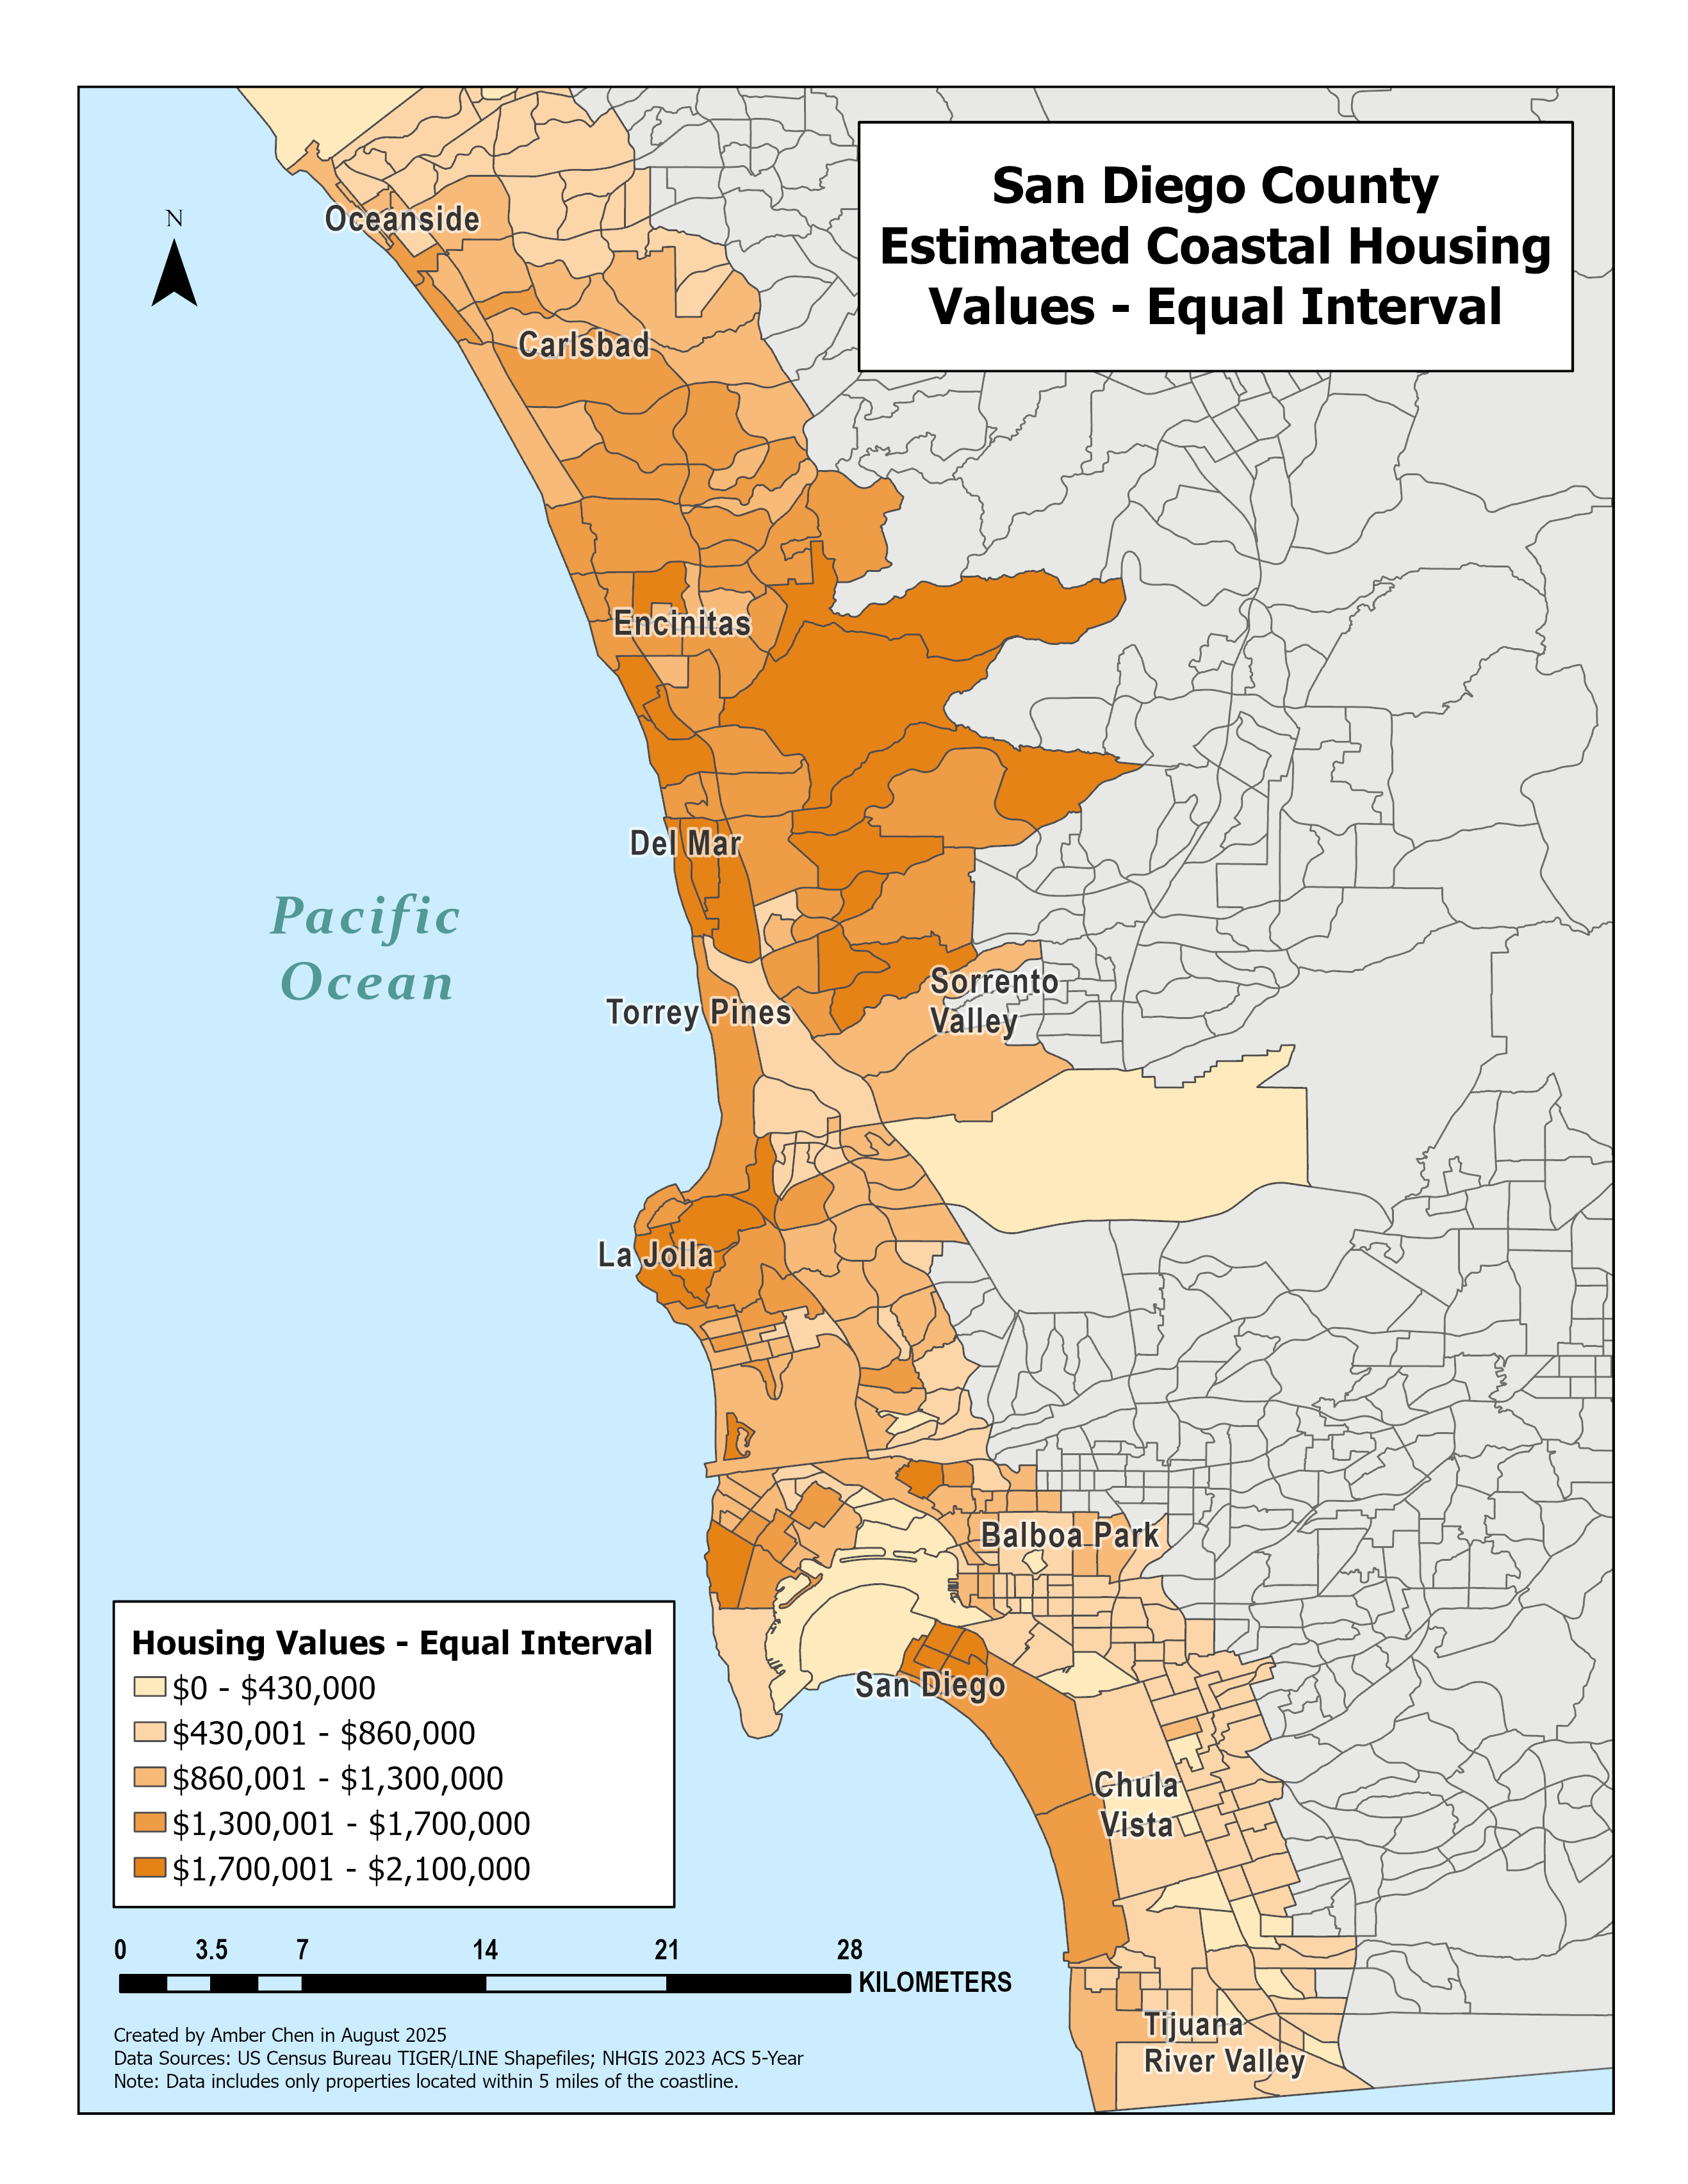 San Diego County
Estimated Coastal Housing
Values - Equal Interval
N
Oceanside
Carlsbad
Encinitas
Del Mar
Pacific
Ocean
Sorrento
Valley
Torrey Pines
La Jolla
Balboa Park
San Diego
Chula
Vista
Tijuana
River Valley
Housing Values - Equal Interval
$0 - $430,000
$430,001 - $860,000
$860,001 - $1,300,000
$1,300,001 - $1,700,000
$1,700,001 - $2,100,000
0 3.5 7 14 21 28
KILOMETERS
Created by Amber Chen in August 2025
Data Sources: US Census Bureau TIGER/LINE Shapefiles; NHGIS 2023 ACS 5-Year
Note: Data includes only properties located within 5 miles of the coastline.